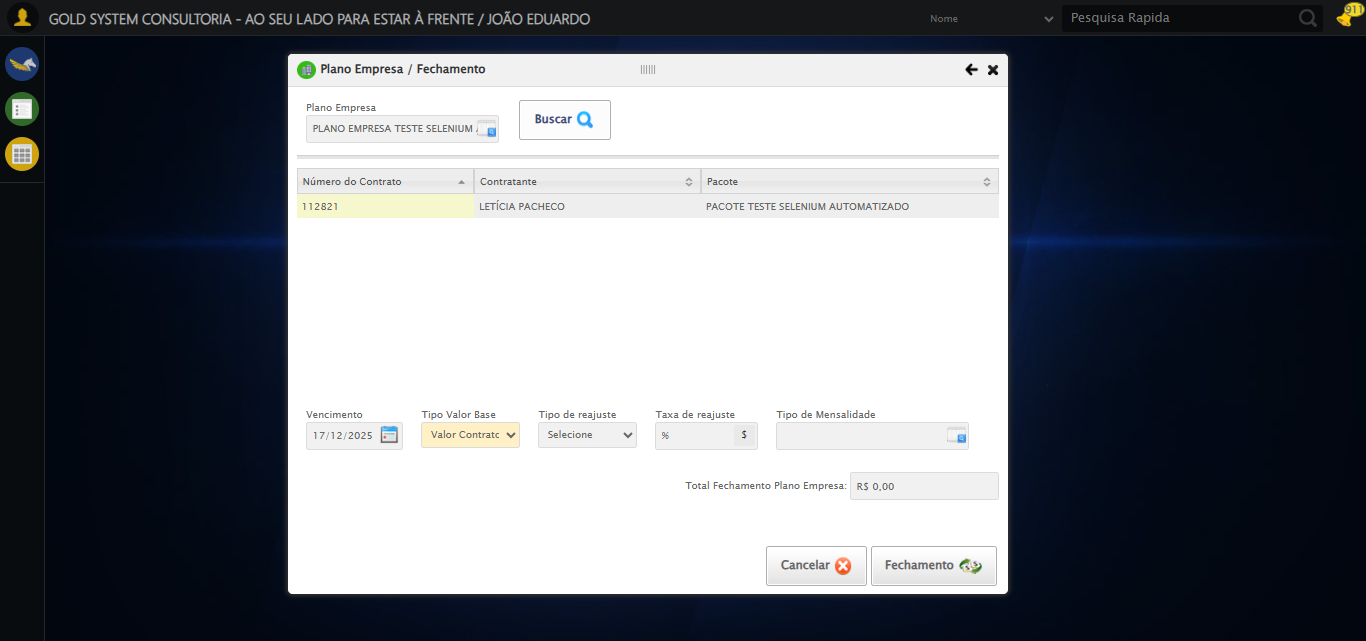 GOLD SYSTEM CONSULTORIA - AO SEU LADO PARA ESTAR À FRENTE / JOÃO EDUARDO
Nome
Pesquisa Rapida
911
Plano Empresa / Fechamento
Plano Empresa
PLANO EMPRESA TESTE SELENIUM
Buscar
Número do Contrato Contratante Pacote
112821 LETÍCIA PACHECO PACOTE TESTE SELENIUM AUTOMATIZADO
Vencimento Tipo Valor Base Tipo de reajuste Taxa de reajuste Tipo de Mensalidade
17/12/2025 Valor Contrato Selecione % $
Total Fechamento Plano Empresa: R$ 0,00
Cancelar Fechamento